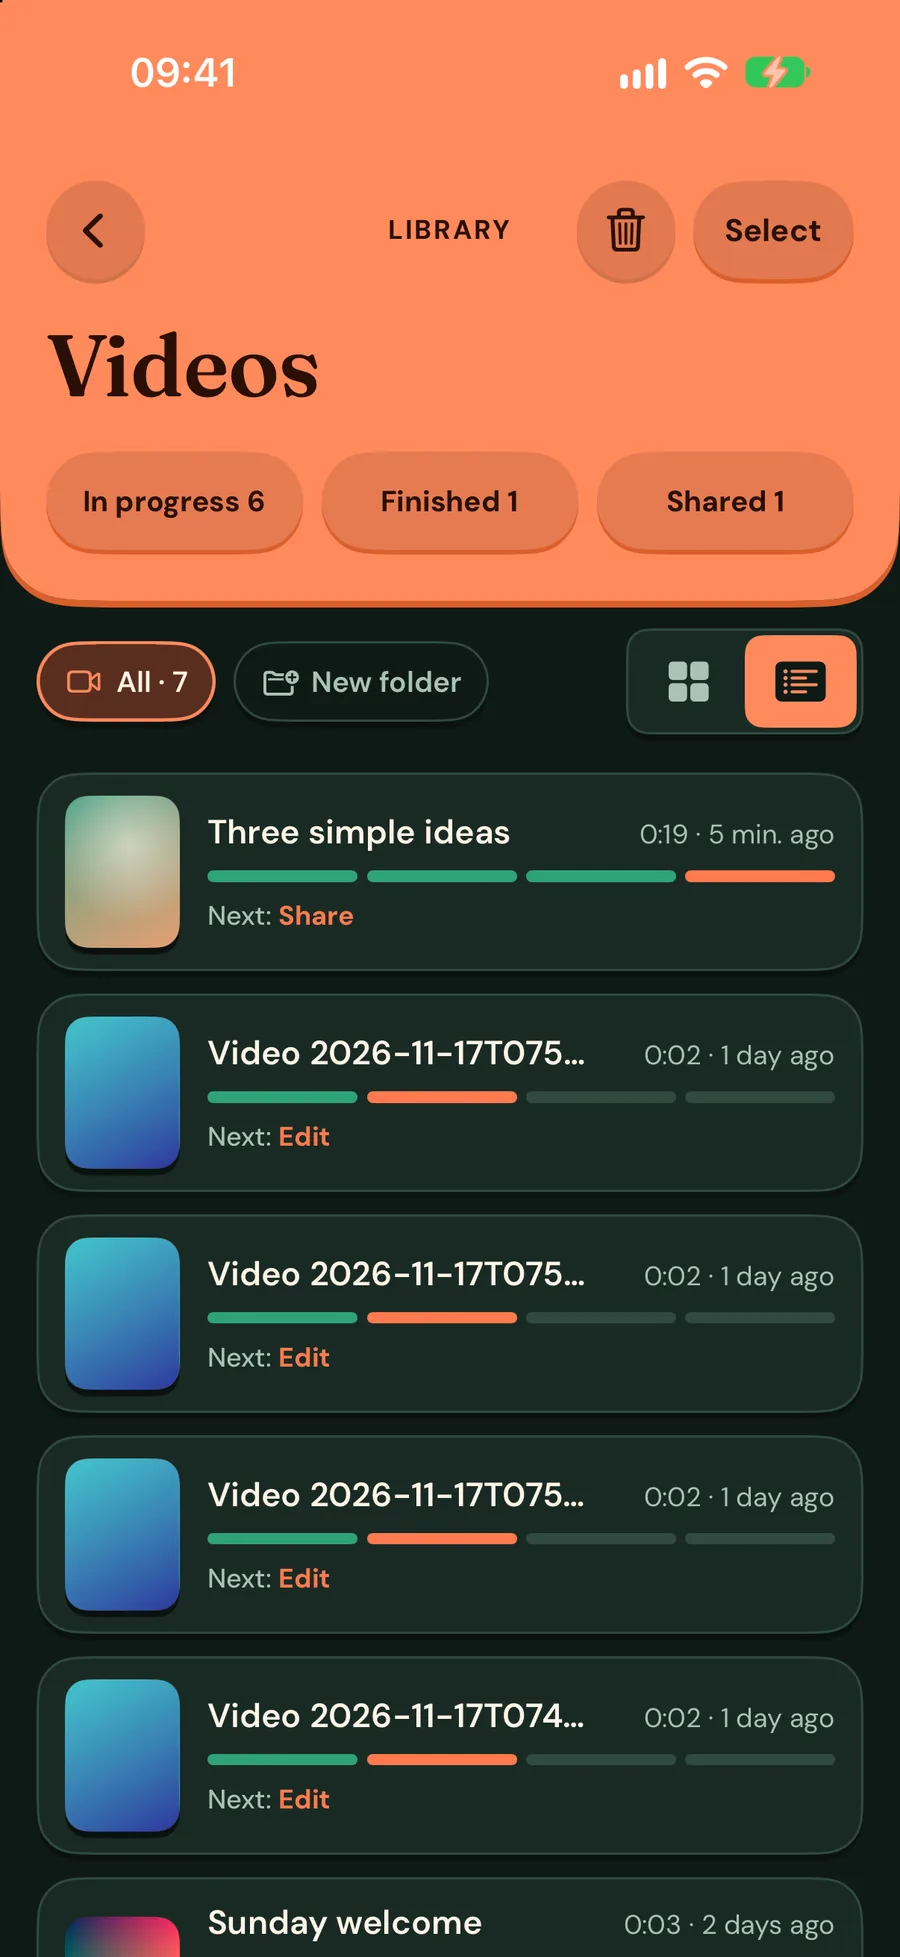 09:41
LIBRARY
Select
Videos
In progress 6
Finished 1
Shared 1
All · 7
New folder
Three simple ideas
0:19 · 5 min. ago
Next: Share
Video 2026-11-17T075...
0:02 · 1 day ago
Next: Edit
Video 2026-11-17T075...
0:02 · 1 day ago
Next: Edit
Video 2026-11-17T075...
0:02 · 1 day ago
Next: Edit
Video 2026-11-17T074...
0:02 · 1 day ago
Next: Edit
Sunday welcome
0:03 · 2 days ago